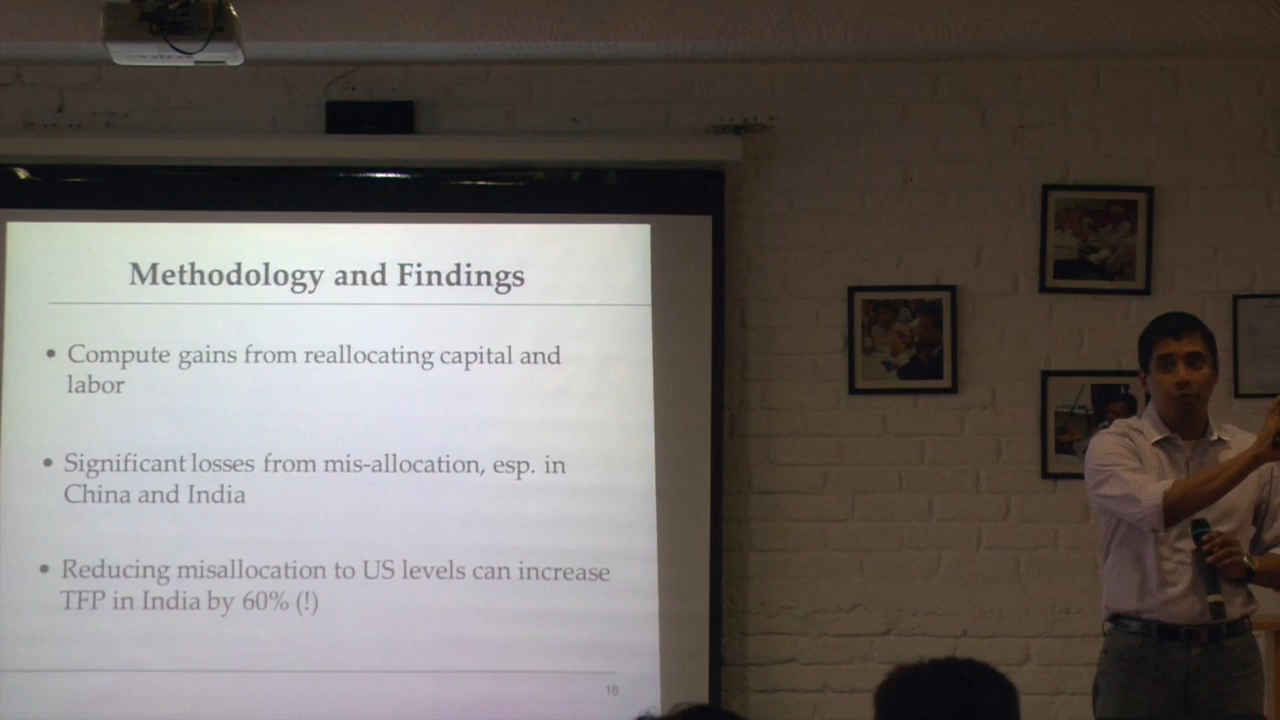 Methodology and Findings
• Compute gains from reallocating capital and
labor
• Significant losses from mis-allocation, esp. in
China and India
• Reducing misallocation to US levels can increase
TFP in India by 60% (!)
16